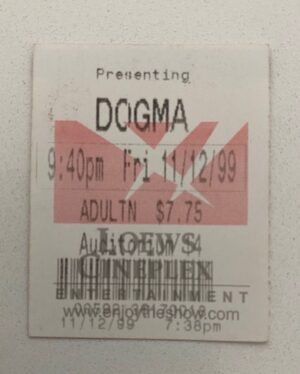 Presenting
DOGMA
9:40pm Fri 11/12/99
ADULTN $7.75
Auditorium 14
LOEWS
CINEPLEX
ENTERTAINMENT
www.enjoytheshow.com
11/12/99 7:38pm